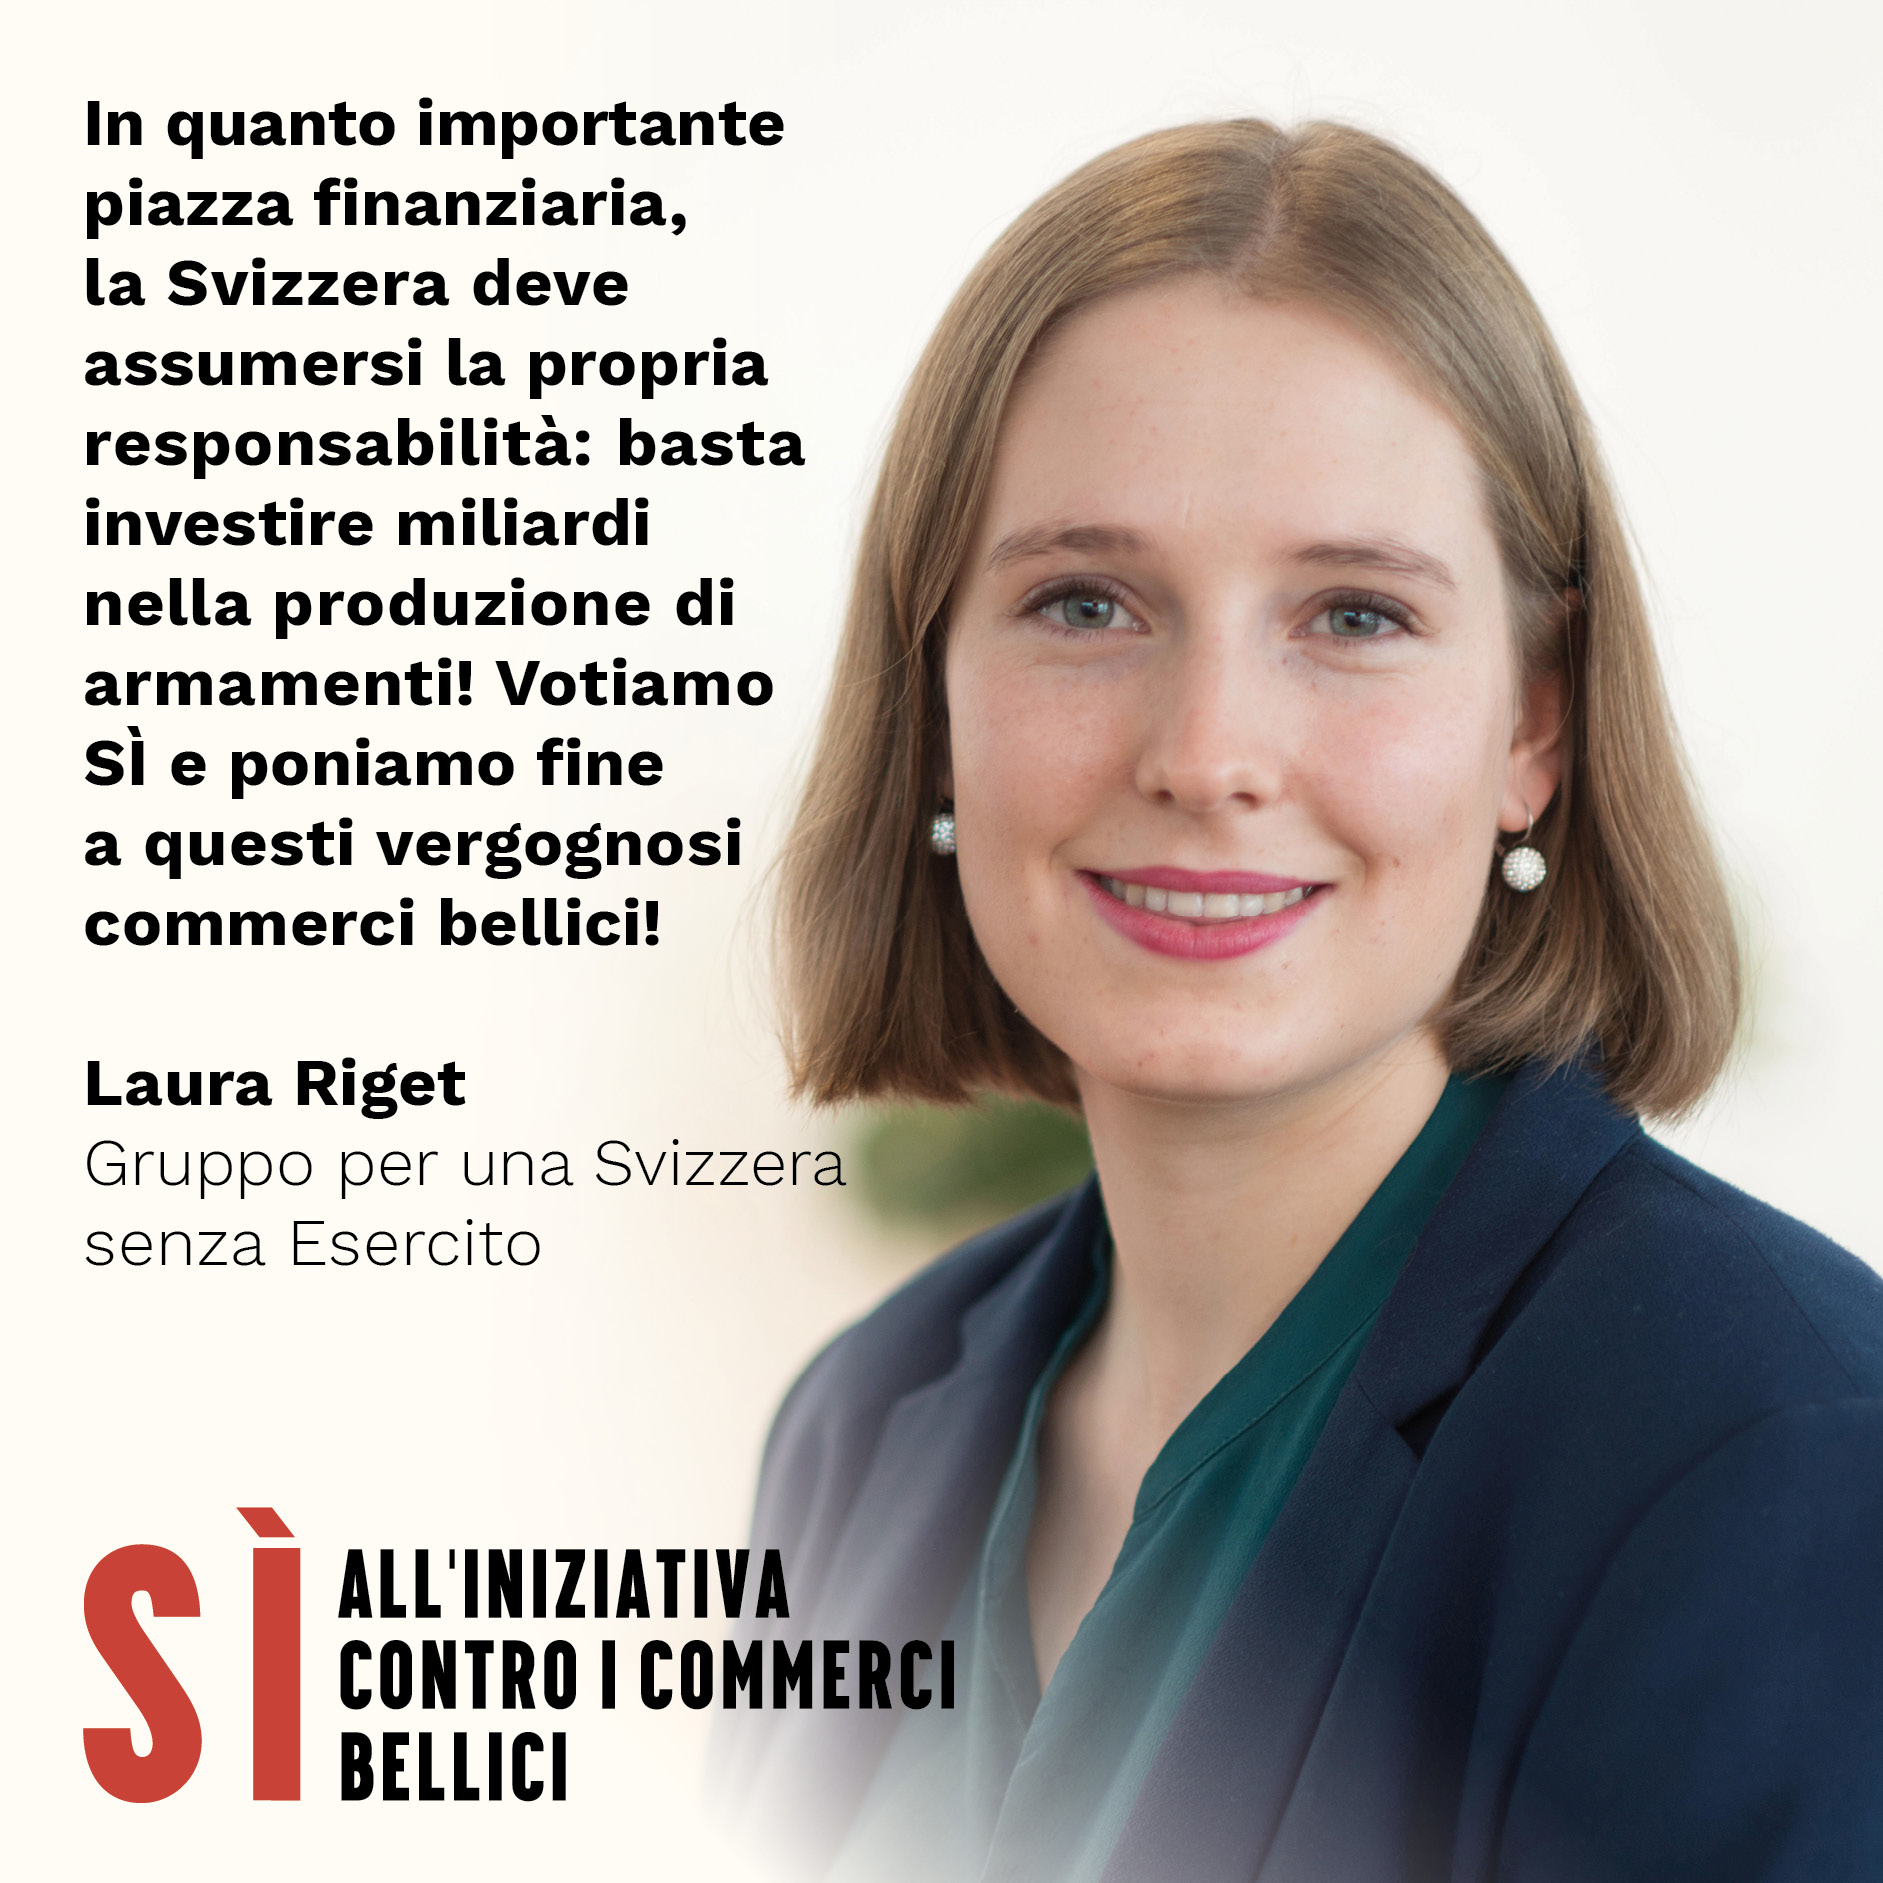 In quanto importante
piazza finanziaria,
la Svizzera deve
assumersi la propria
responsabilità: basta
investire miliardi
nella produzione di
armamenti! Votiamo
SÌ e poniamo fine
a questi vergognosi
commerci bellici!
Laura Riget
Gruppo per una Svizzera
senza Esercito
SÌ ALL'INIZIATIVA
CONTRO I COMMERCI
BELLICI